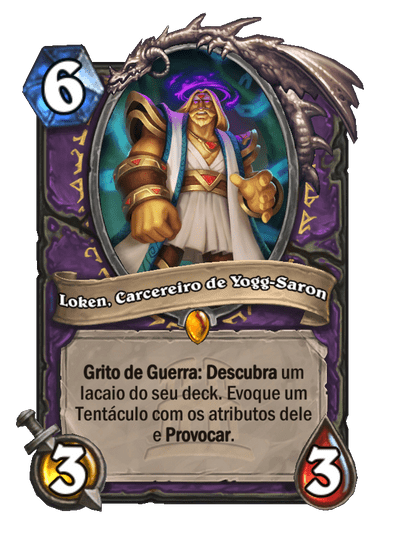 6
Loken, Carcereiro de Yogg-Saron
Grito de Guerra: Descubra um
lacaio do seu deck. Evoque um
Tentáculo com os atributos dele
e Provocar.
3
3